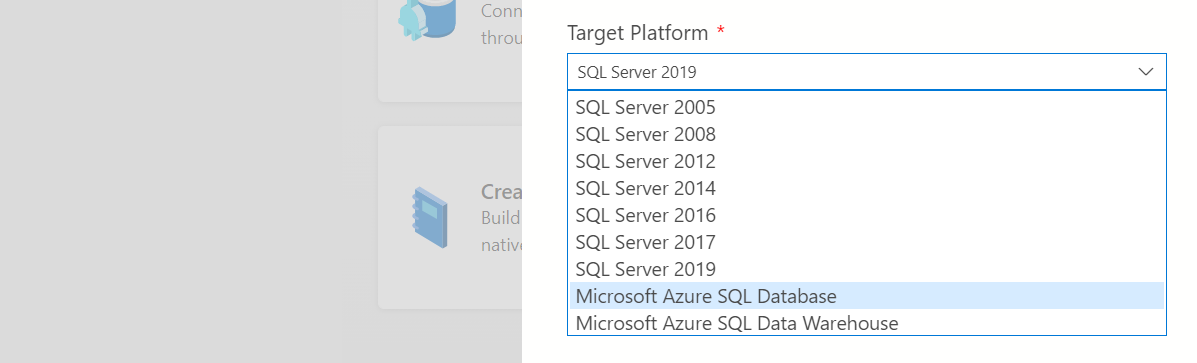 Conn
throu
Crea
Build
native
Target Platform *
SQL Server 2019
SQL Server 2005
SQL Server 2008
SQL Server 2012
SQL Server 2014
SQL Server 2016
SQL Server 2017
SQL Server 2019
Microsoft Azure SQL Database
Microsoft Azure SQL Data Warehouse